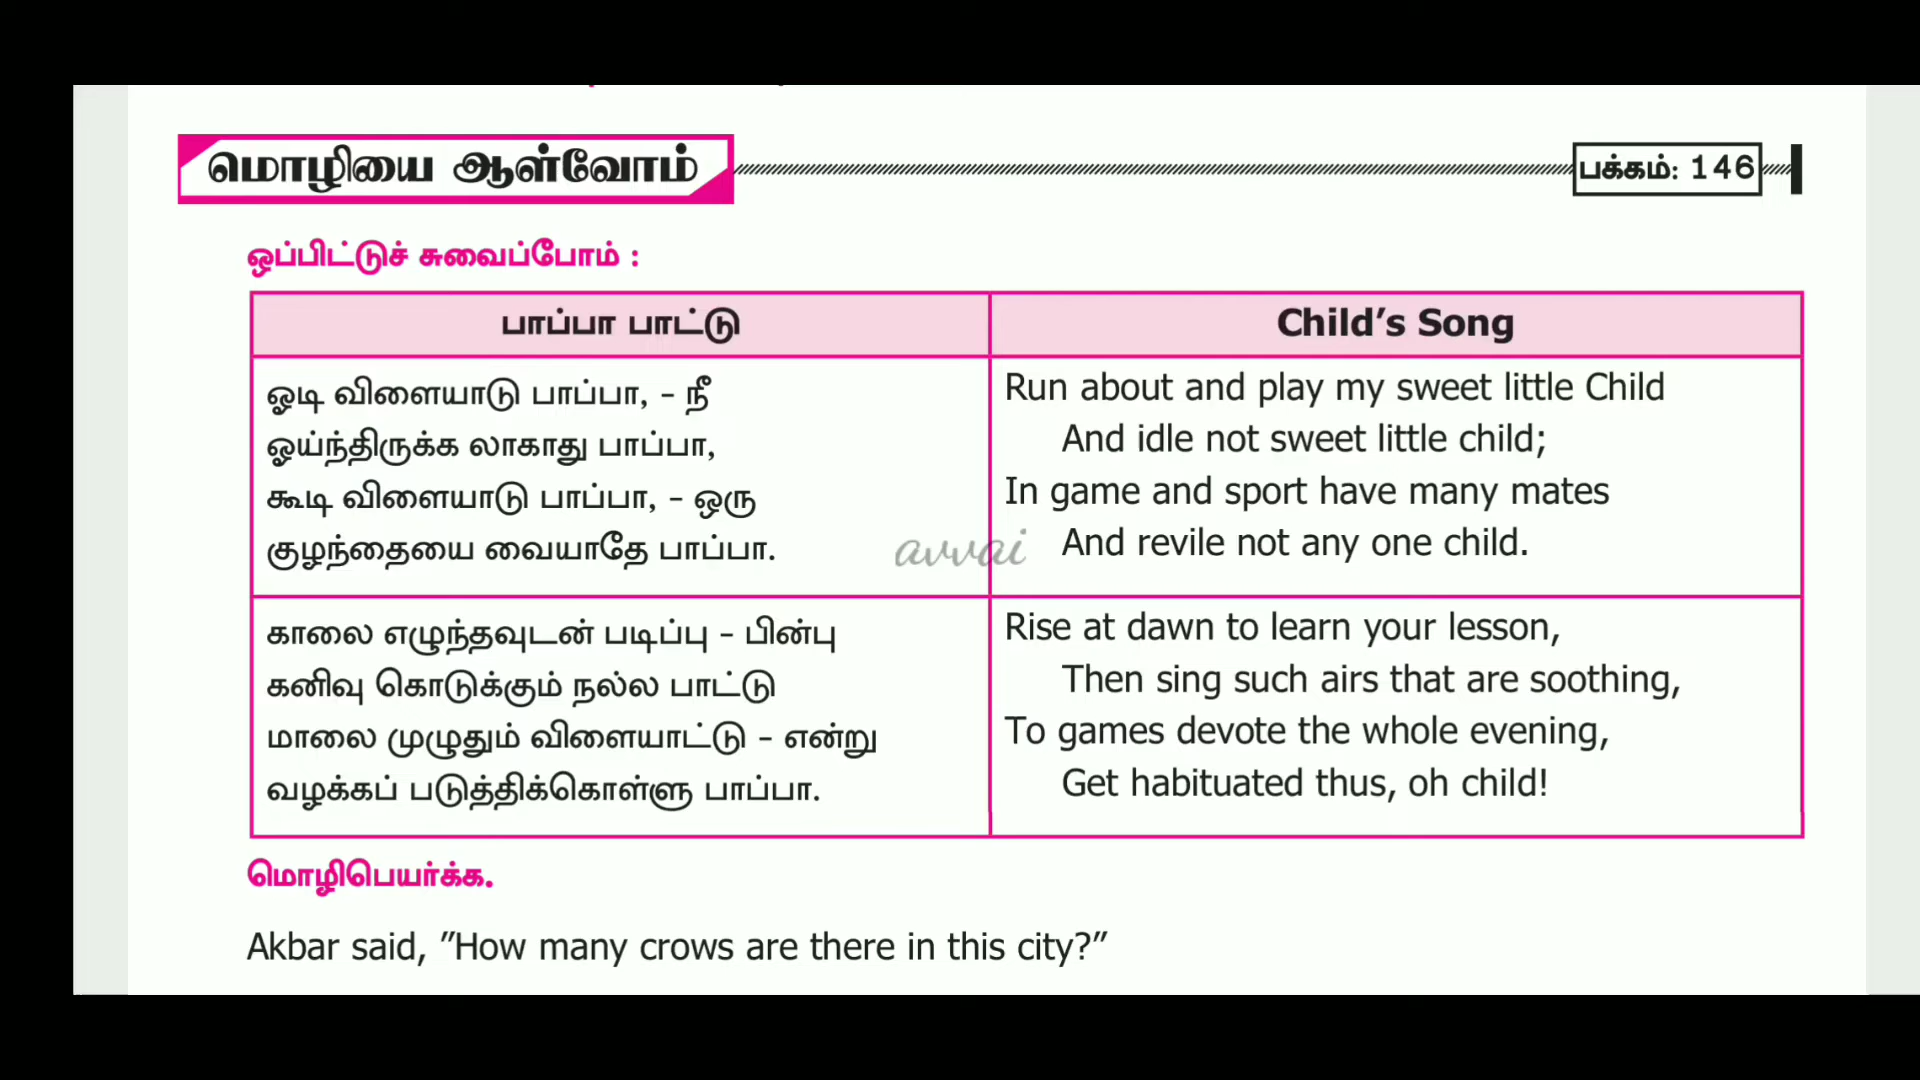 மொழியை ஆள்வோம்
பக்கம்: 146
ஒப்பிட்டுச் சுவைப்போம் :
பாப்பா பாட்டு
Child’s Song
ஓடி விளையாடு பாப்பா, – நீ
ஓய்ந்திருக்க லாகாது பாப்பா,
கூடி விளையாடு பாப்பா, – ஒரு
குழந்தையை வையாதே பாப்பா.
Run about and play my sweet little Child
And idle not sweet little child;
In game and sport have many mates
And revile not any one child.
avvai
காலை எழுந்தவுடன் படிப்பு – பின்பு
கனிவு கொடுக்கும் நல்ல பாட்டு
மாலை முழுதும் விளையாட்டு – என்று
வழக்கப் படுத்திக்கொள்ளு பாப்பா.
Rise at dawn to learn your lesson,
Then sing such airs that are soothing,
To games devote the whole evening,
Get habituated thus, oh child!
மொழிபெயர்க்க.
Akbar said, ”How many crows are there in this city?”